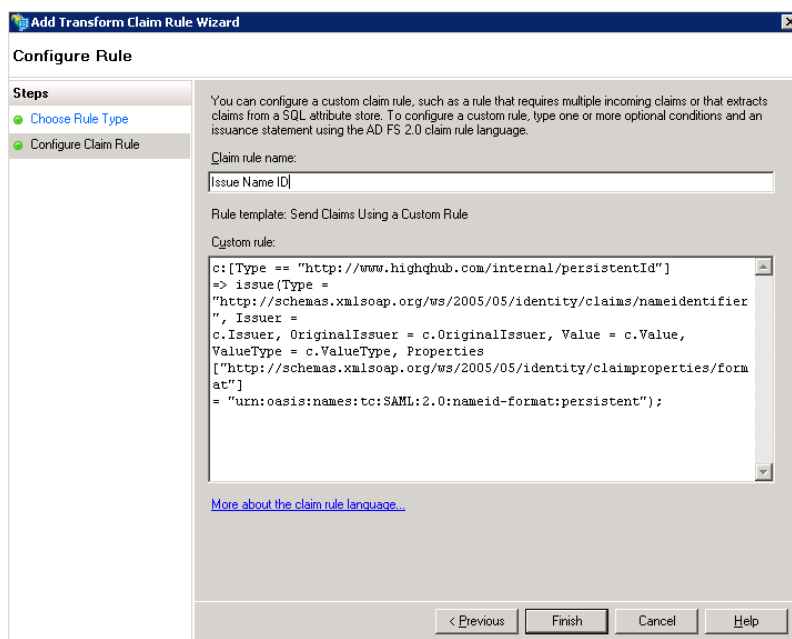 Add Transform Claim Rule Wizard
Configure Rule
Steps
Choose Rule Type
Configure Claim Rule
You can configure a custom claim rule, such as a rule that requires multiple incoming claims or that extracts
claims from a SQL attribute store. To configure a custom rule, type one or more optional conditions and an
issuance statement using the AD FS 2.0 claim rule language.
Claim rule name:
Issue Name ID
Rule template: Send Claims Using a Custom Rule
Custom rule:
c:[Type == "http://www.highqhub.com/internal/persistentId"]
=> issue(Type =
"http://schemas.xmlsoap.org/ws/2005/05/identity/claims/nameidentifier
", Issuer =
c.Issuer, OriginalIssuer = c.OriginalIssuer, Value = c.Value,
ValueType = c.ValueType, Properties
["http://schemas.xmlsoap.org/ws/2005/05/identity/claimproperties/form
at"]
= "urn:oasis:names:tc:SAML:2.0:nameid-format:persistent");
More about the claim rule language...
< Previous
Finish
Cancel
Help